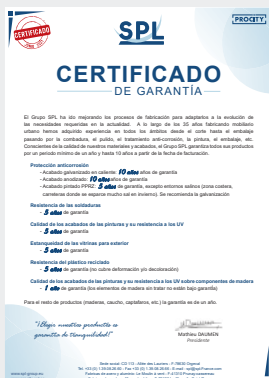 CERTIFICADO
SPL
PROCITY
CERTIFICADO
DE GARANTÍA
El Grupo SPL ha ido mejorando los procesos de fabricación para adaptarlos a la evolución de
las necesidades requeridas en la actualidad. A lo largo de los 35 años fabricando mobiliario
urbano hemos adquirido experiencia en todos los ámbitos desde el corte hasta el embalaje
pasando por la combadura, el pulido, el tratamiento anti-corrosión, la pintura, el embalaje, etc.
Conscientes de la calidad de nuestros materiales y acabados, el Grupo SPL garantiza todos sus productos
por un periodo mínimo de un año y hasta 10 años a partir de la fecha de facturación.
Protección anticorrosión
- Acabado galvanizado en caliente: 10 años años de garantía
- Acabado anodizado: 10 años años de garantía
- Acabado pintado PPRZ: 5 años de garantía, excepto entornos salinos (zona costera,
carreteras donde se esparce mucho sal en invierno). Se recomienda la galvanización
Resistencia de las soldaduras
- 5 años de garantía
Calidad de los acabados de las pinturas y su resistencia a los UV
- 5 años de garantía
Estanqueidad de las vitrinas para exterior
- 5 años de garantía
Resistencia del plástico reciclado
- 5 años de garantía (no cubre deformación y/o decoloración)
Calidad de los acabados de las pinturas y su resistencia a los UV sobre componentes de madera
- 1 año de garantía (los elementos de madera sin tratar no están bajo garantía)
Para el resto de productos (maderas, caucho, captafaros, etc.) la garantía es de un año.
"¡Elegir nuestros productos es
garantía de tranquilidad!"
Mathieu DAUMEN
Presidente